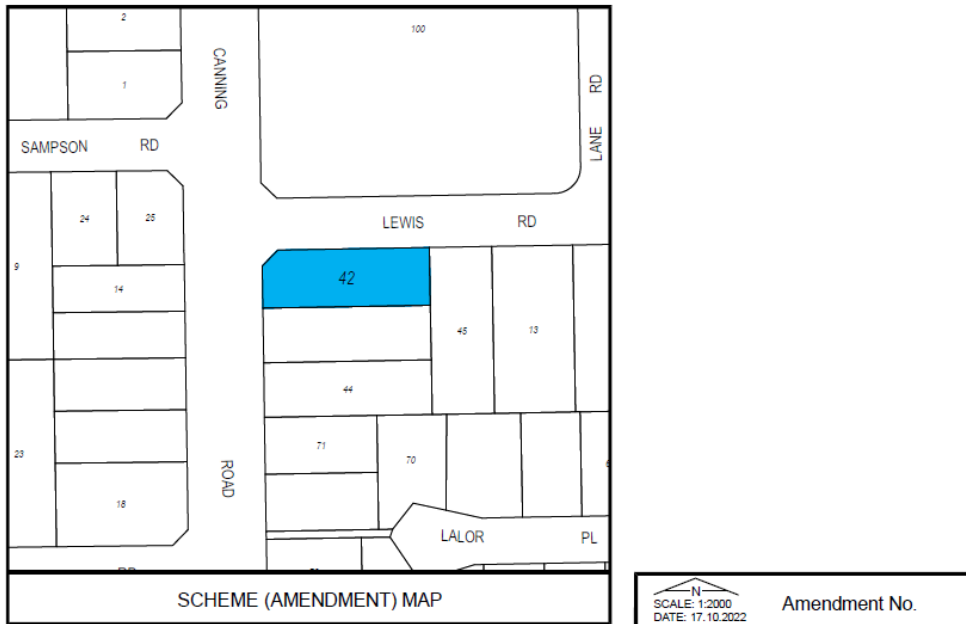 2
100
CANNING
1
LANE RD
SAMPSON RD
24
25
LEWIS RD
9
42
14
45
13
44
71
70
23
ROAD
18
LALOR PL
SCHEME (AMENDMENT) MAP
N
SCALE: 1:2000
DATE: 17.10.2022
Amendment No.